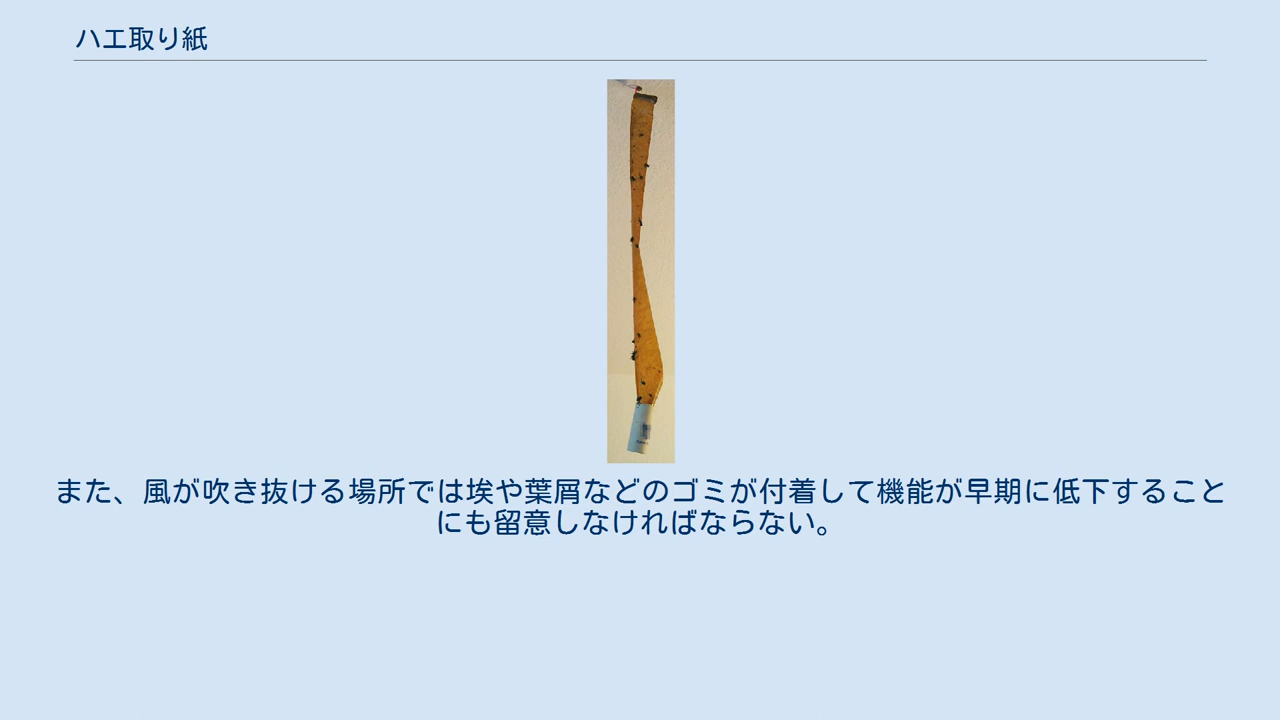 ハエ取り紙
また、風が吹き抜ける場所では埃や葉屑などのゴミが付着して機能が早期に低下すること
にも留意しなければならない。